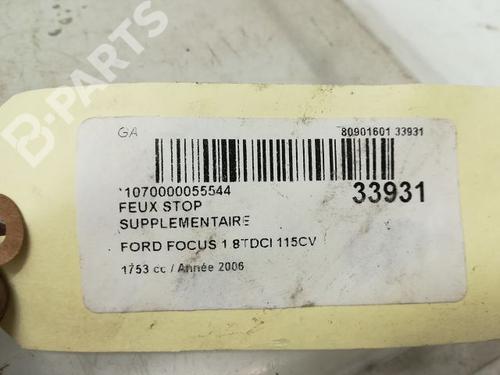 B-PARTS
GA
80901601 33931
*1070000055544
33931
FEUX STOP
SUPPLEMENTAIRE
FORD FOCUS 1 8TDCI 115CV
1753 cc / Année 2006